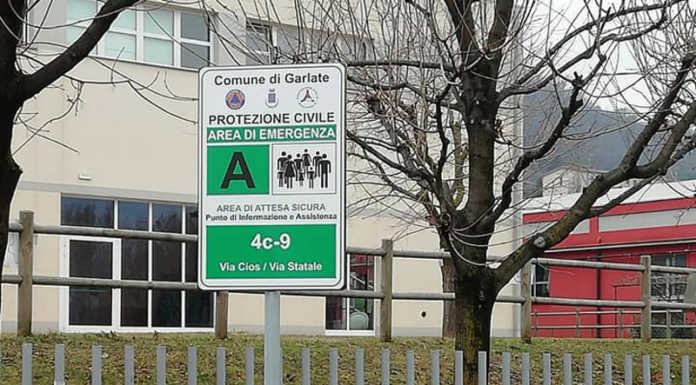 Comune di Garlate
PROTEZIONE CIVILE
AREA DI EMERGENZA
A
AREA DI ATTESA SICURA
Punto di Informazione e Assistenza
4c-9
Via Cios / Via Statale